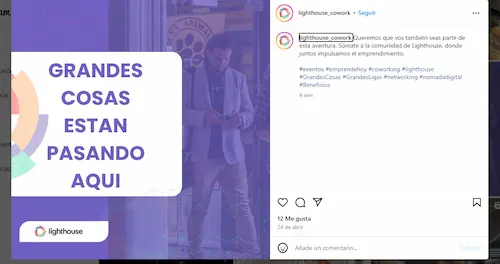 GRANDES
COSAS
ESTAN
PASANDO
AQUI
lighthouse
lighthouse_cowork • Seguir
lighthouse_cowork Queremos que vos también seas parte de
esta aventura. Súmate a la comunidad de Lighthouse, donde
juntos impulsamos el emprendimiento.
#eventos #emprendehoy #coworking #lighthouse
#GrandesCosas #GrandesLigas #networking #nomadadigital
#Beneficios
4 sem
12 Me gusta
24 de abril
Añade un comentario...
Publicar